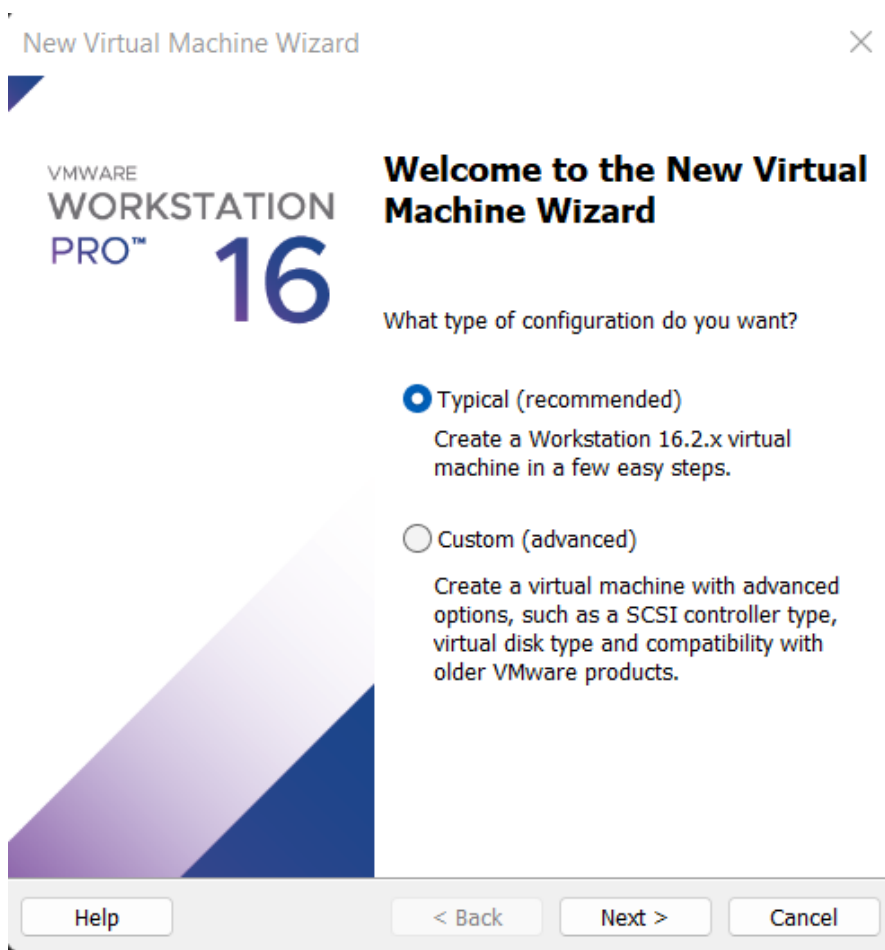 New Virtual Machine Wizard
VMWARE
WORKSTATION
PRO™ 16
Welcome to the New Virtual
Machine Wizard
What type of configuration do you want?
Typical (recommended)
Create a Workstation 16.2.x virtual
machine in a few easy steps.
Custom (advanced)
Create a virtual machine with advanced
options, such as a SCSI controller type,
virtual disk type and compatibility with
older VMware products.
Help < Back Next > Cancel